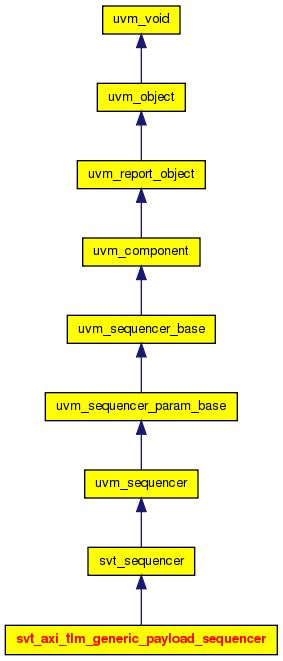 uvm_void
uvm_object
uvm_report_object
uvm_component
uvm_sequencer_base
uvm_sequencer_param_base
uvm_sequencer
svt_sequencer
svt_axi_tlm_generic_payload_sequencer